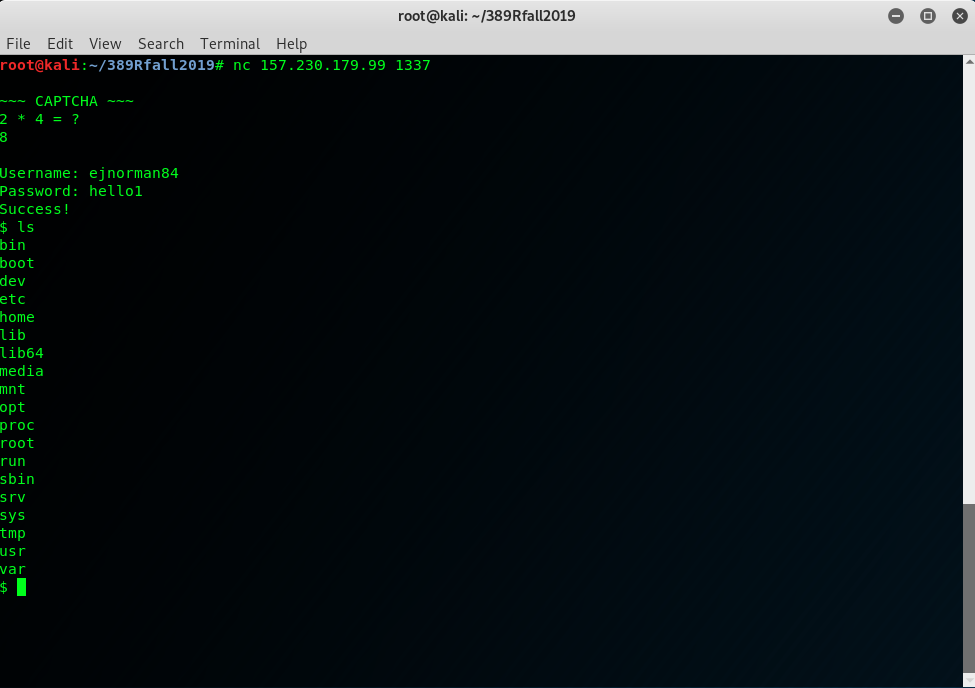 root@kali: ~/389Rfall2019
File Edit View Search Terminal Help
root@kali:~/389Rfall2019# nc 157.230.179.99 1337
~~~ CAPTCHA ~~~
2 * 4 = ?
8
Username: ejnorman84
Password: hello1
Success!
$ ls
bin
boot
dev
etc
home
lib
lib64
media
mnt
opt
proc
root
run
sbin
srv
sys
tmp
usr
var
$